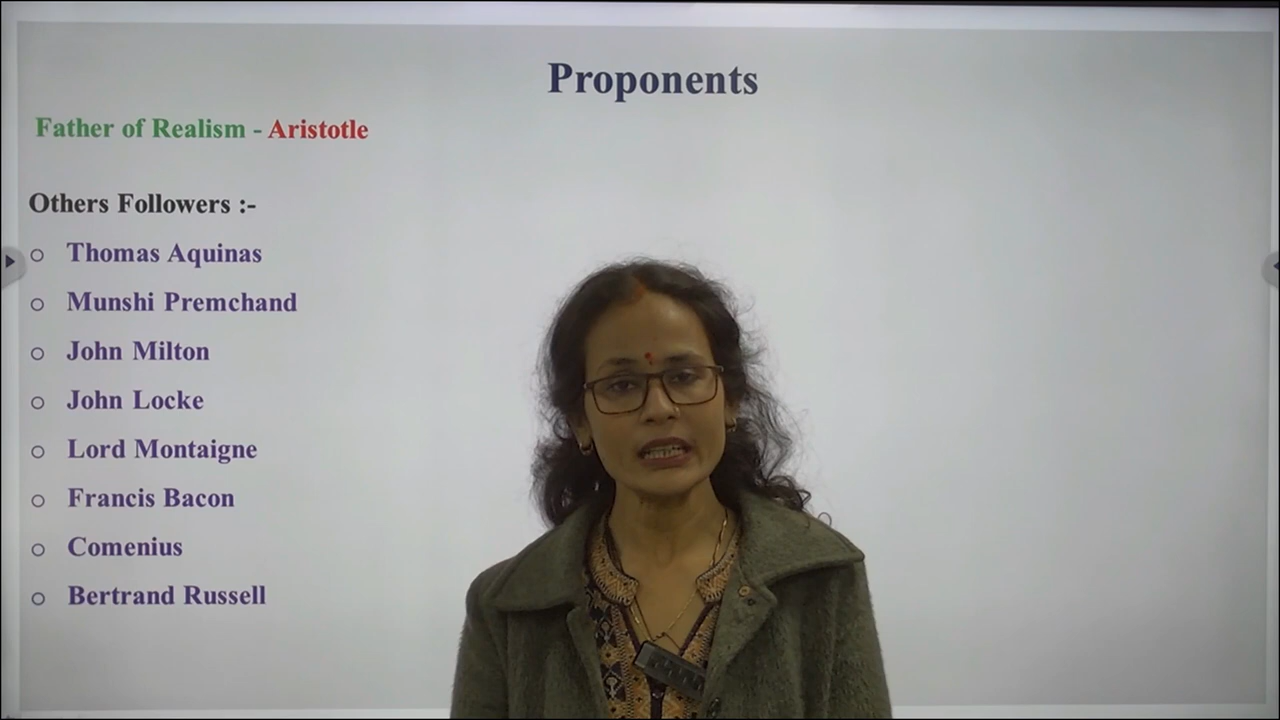 Proponents
Father of Realism - Aristotle
Others Followers :-
Thomas Aquinas
Munshi Premchand
John Milton
John Locke
Lord Montaigne
Francis Bacon
Comenius
Bertrand Russell